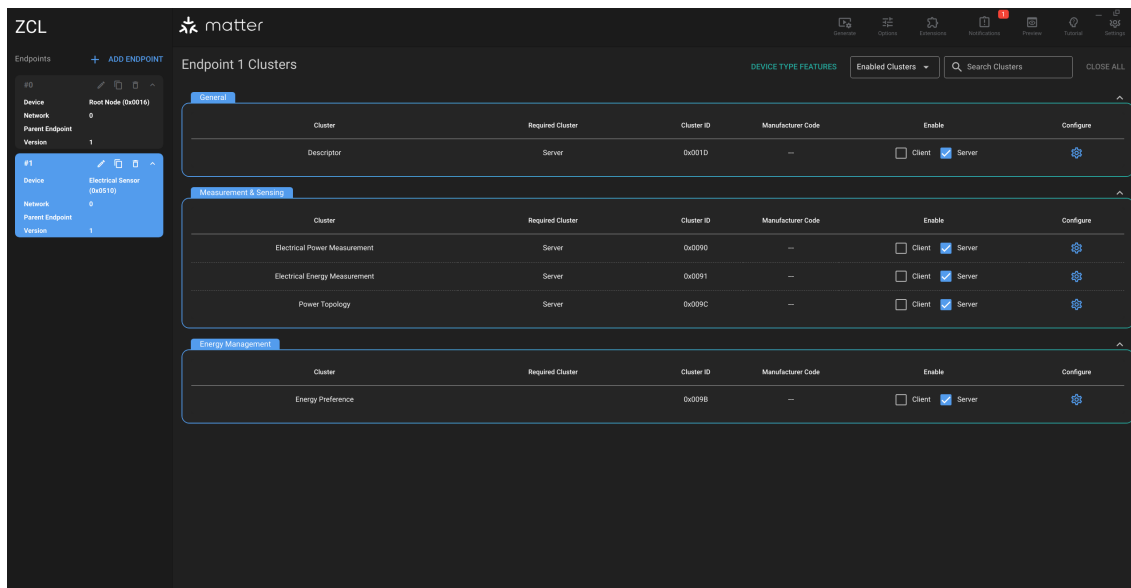 ZCL
matter
Generate
Options
Extensions
1
Notifications
Preview
Tutorial
Settings
Endpoints
+ ADD ENDPOINT
Endpoint 1 Clusters
DEVICE TYPE FEATURES
Enabled Clusters
Search Clusters
CLOSE ALL
#0
Device Root Node (0x0016)
Network 0
Parent Endpoint
Version 1
#1
Device Electrical Sensor
(0x0510)
Network 0
Parent Endpoint
Version 1
General
Cluster Required Cluster Cluster ID Manufacturer Code Enable Configure
Descriptor Server 0x001D — Client Server
Measurement & Sensing
Cluster Required Cluster Cluster ID Manufacturer Code Enable Configure
Electrical Power Measurement Server 0x0090 — Client Server
Electrical Energy Measurement Server 0x0091 — Client Server
Power Topology Server 0x009C — Client Server
Energy Management
Cluster Required Cluster Cluster ID Manufacturer Code Enable Configure
Energy Preference 0x009B — Client Server